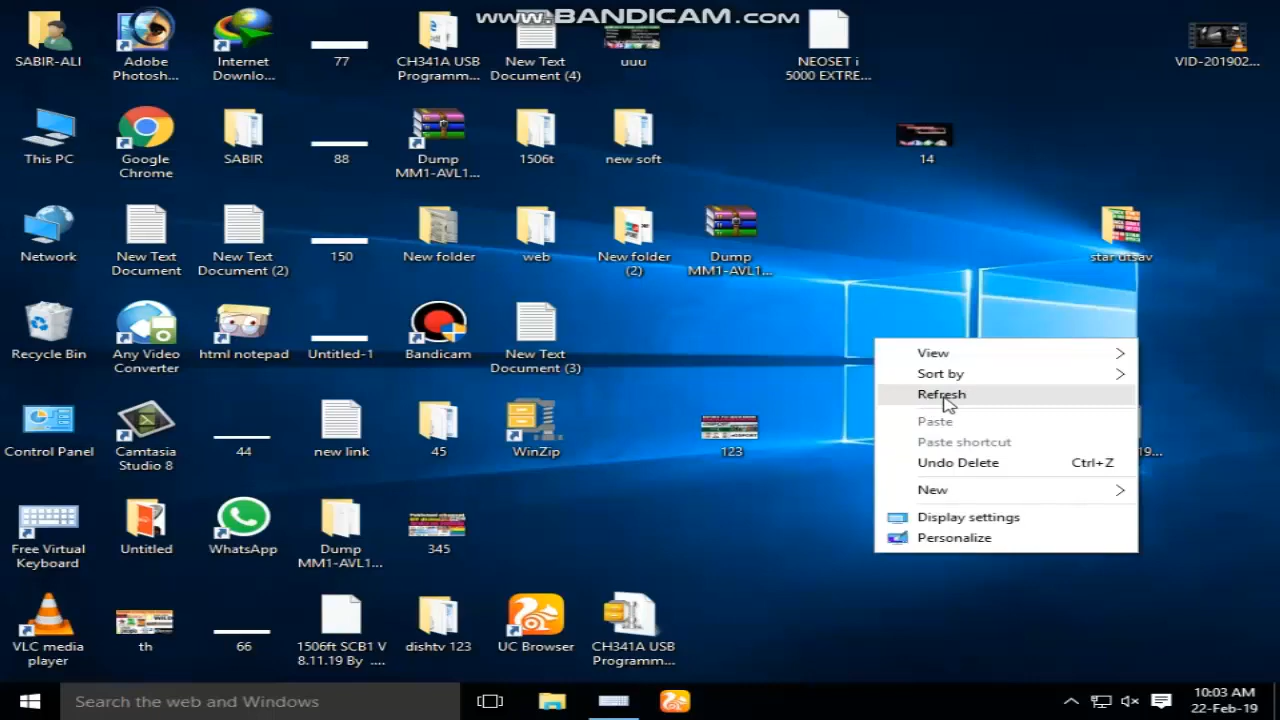 www.BANDICAM.com
SABIR-ALI
Adobe
Photosh...
Internet
Downlo...
77
CH341A USB
Programm...
New Text
Document (4)
uuu
NEOSET i
5000 EXTRE...
VID-201902...
This PC
Google
Chrome
SABIR
88
Dump
MM1-AVL1...
1506t
new soft
14
Network
New Text
Document
New Text
Document (2)
150
New folder
web
New folder
(2)
Dump
MM1-AVL1...
star utsav
Recycle Bin
Any Video
Converter
html notepad
Untitled-1
Bandicam
New Text
Document (3)
View
Sort by
Refresh
Paste
Paste shortcut
Undo Delete Ctrl+Z
New
Display settings
Personalize
Control Panel
Camtasia
Studio 8
44
new link
45
WinZip
123
19...
Free Virtual
Keyboard
Untitled
WhatsApp
Dump
MM1-AVL1...
345
VLC media
player
th
66
1506ft SCB1 V
8.11.19 By ....
dishtv 123
UC Browser
CH341A USB
Programm...
Search the web and Windows
10:03 AM
22-Feb-19